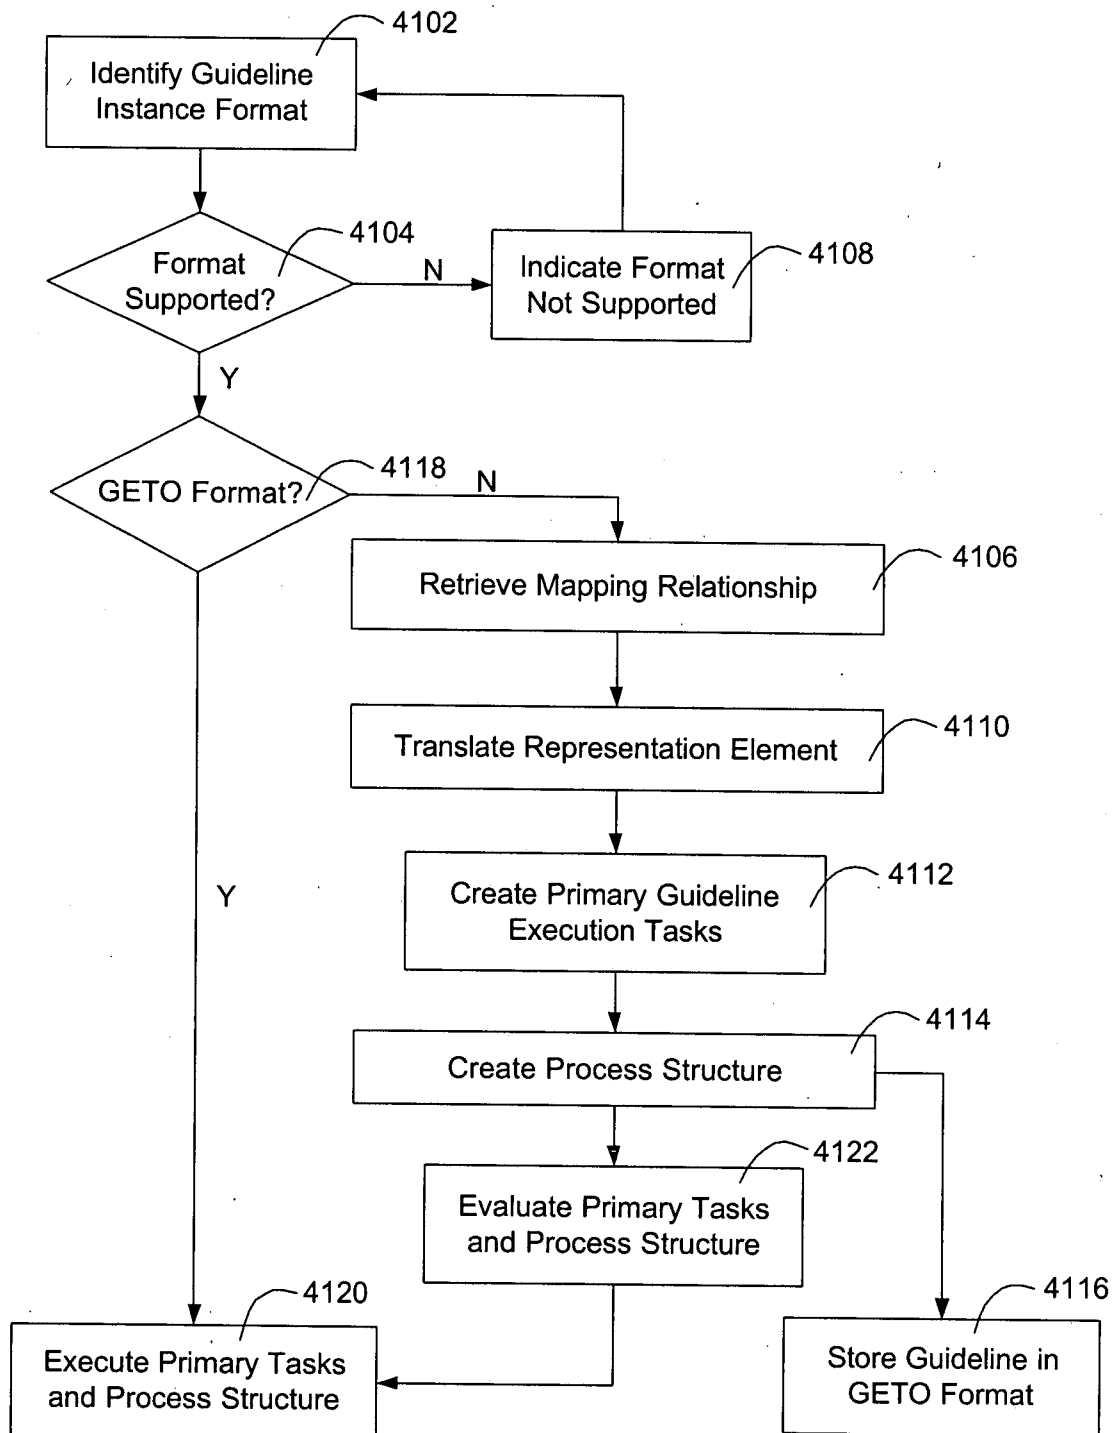 4102
Identify Guideline
Instance Format
4104
Format
Supported?
N
Indicate Format
Not Supported
4108
Y
4118
GETO Format?
N
4106
Retrieve Mapping Relationship
4110
Translate Representation Element
4112
Create Primary Guideline
Execution Tasks
Y
4114
Create Process Structure
4122
Evaluate Primary Tasks
and Process Structure
4120
Execute Primary Tasks
and Process Structure
4116
Store Guideline in
GETO Format